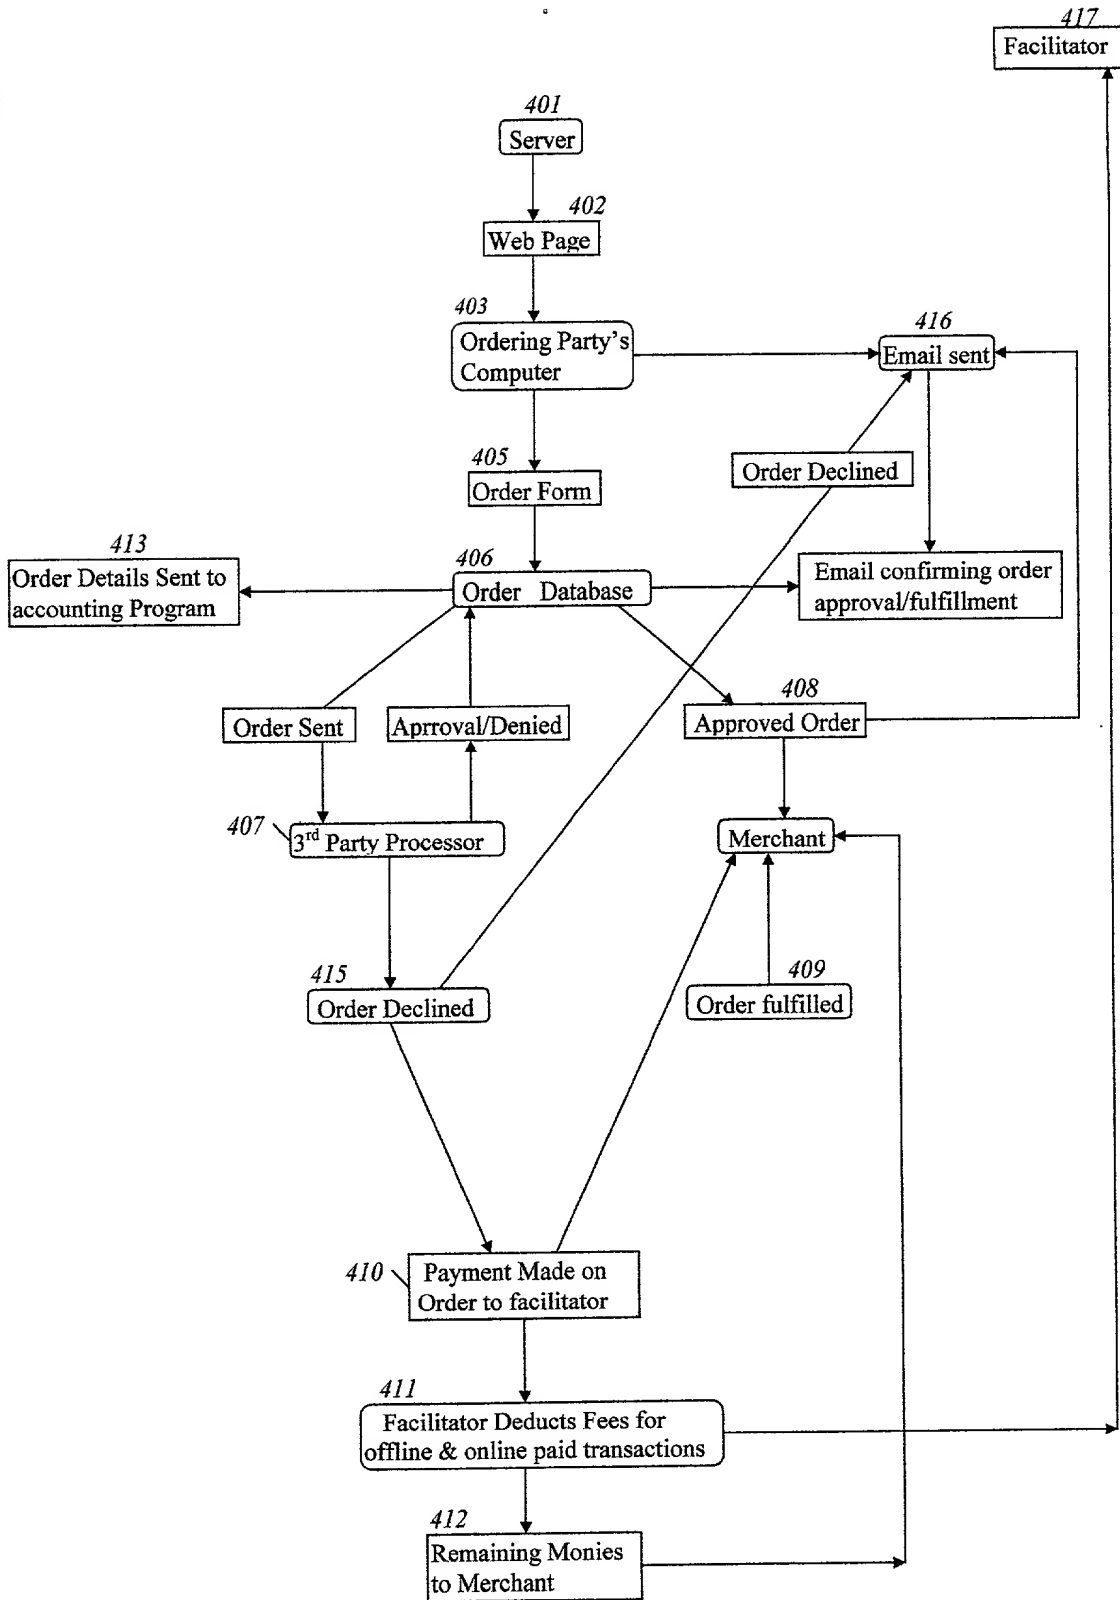 417
Facilitator
401
Server
402
Web Page
403
Ordering Party's
Computer
416
Email sent
405
Order Form
Order Declined
413
Order Details Sent to
accounting Program
406
Order Database
Email confirming order
approval/fulfillment
408
Order Sent
Aprroval/Denied
Approved Order
407
3rd Party Processor
Merchant
415
Order Declined
409
Order fulfilled
410
Payment Made on
Order to facilitator
411
Facilitator Deducts Fees for
offline & online paid transactions
412
Remaining Monies
to Merchant